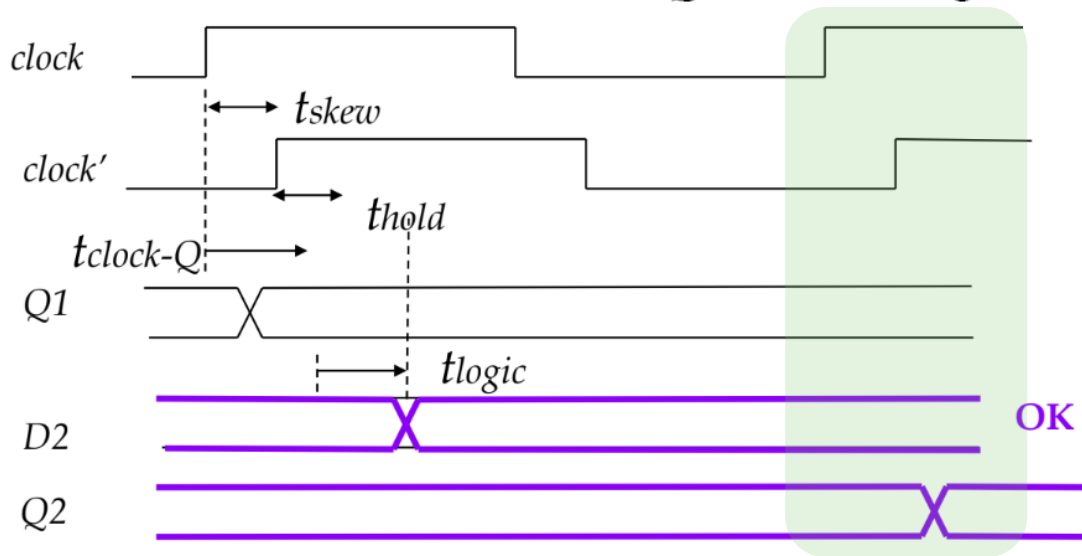 clock
tskew
clock’
thold
tclock-Q
Q1
tlogic
D2
OK
Q2